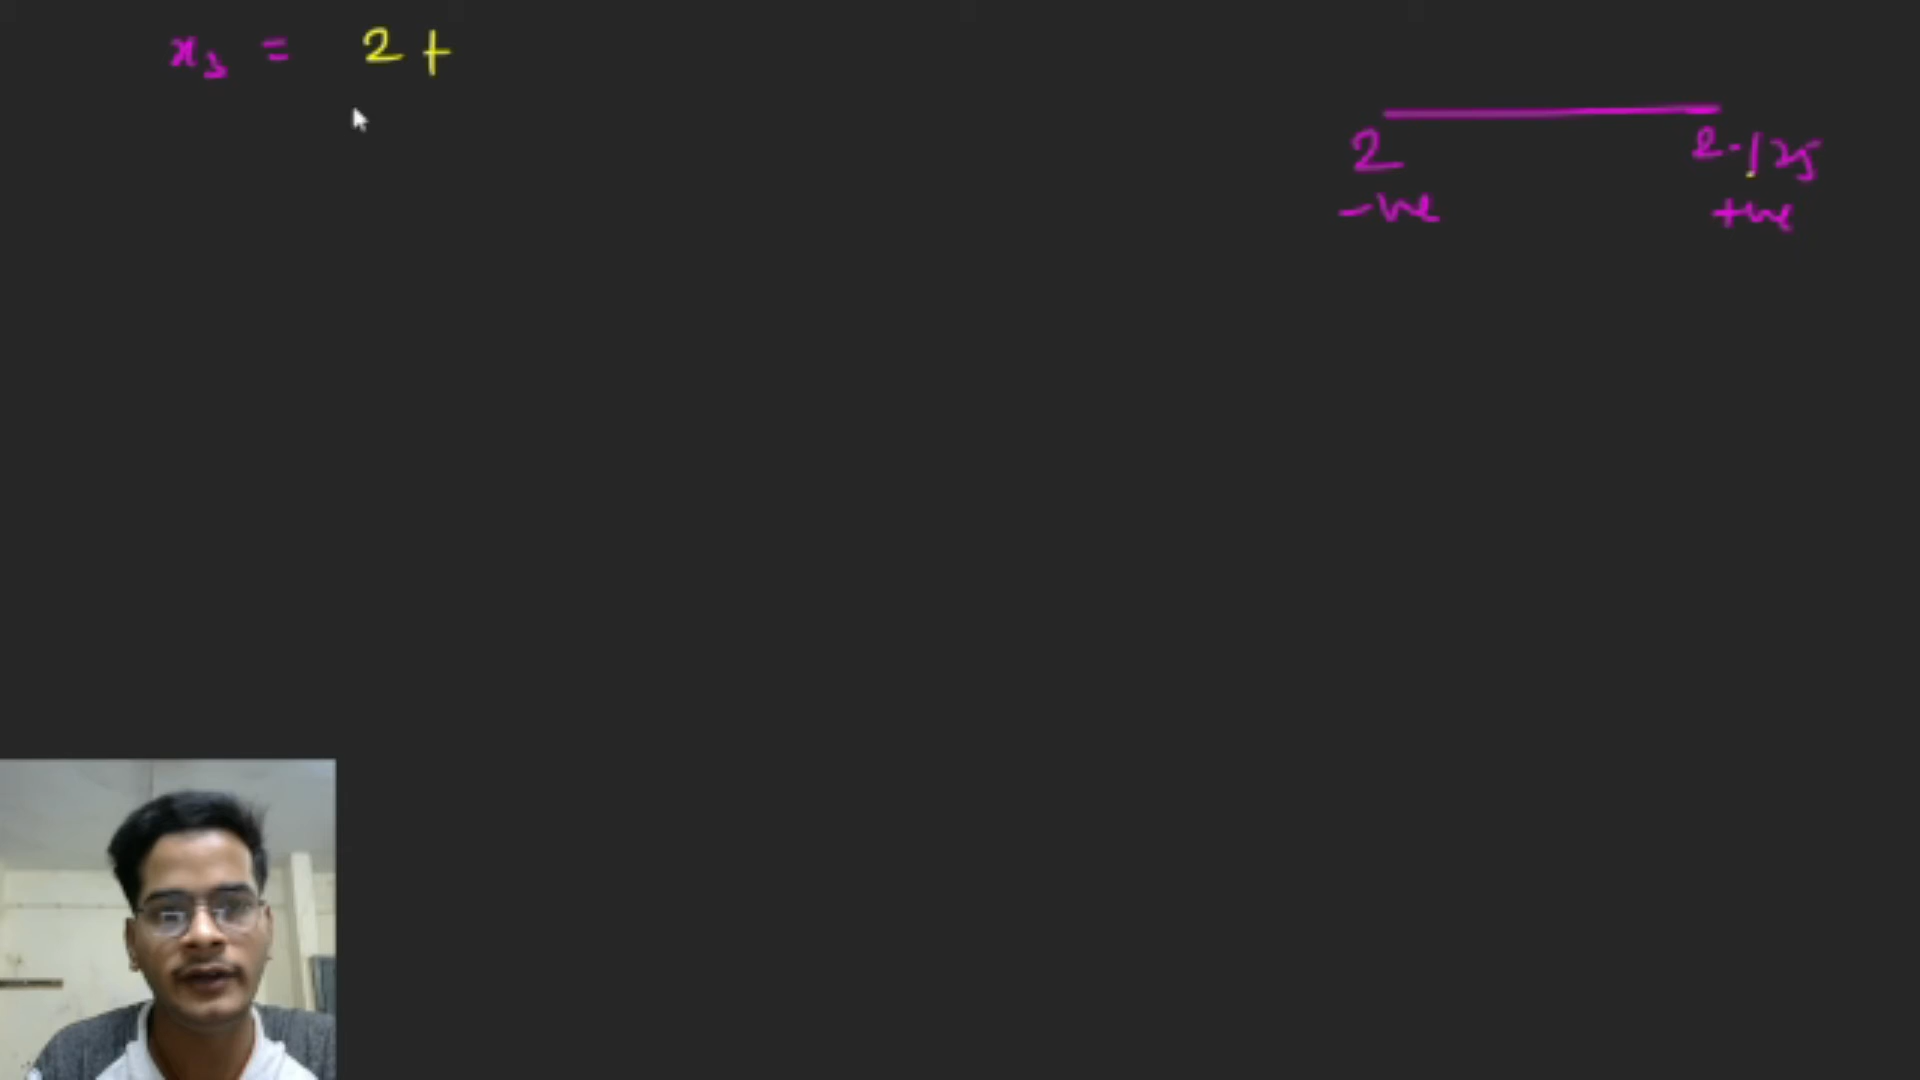 x₃ = 2 +
2 2.125
-ve +ve